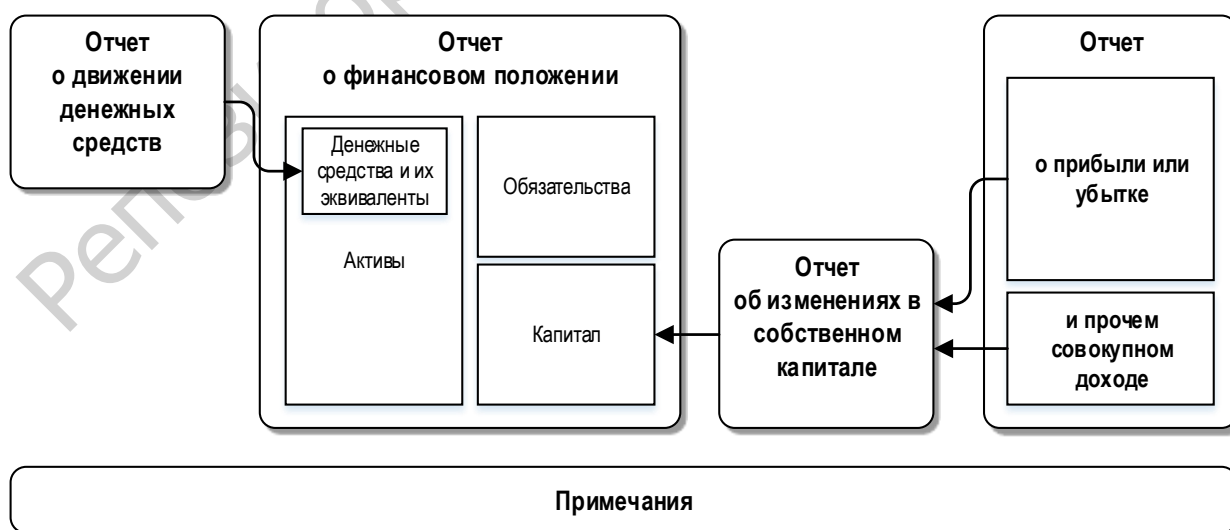 Отчет
о движении
денежных
средств
Отчет
о финансовом положении
Денежные
средства и их
эквиваленты
Активы
Обязательства
Капитал
Отчет
об изменениях в
собственном
капитале
Отчет
о прибыли или
убытке
и прочем
совокупном
доходе
Примечания